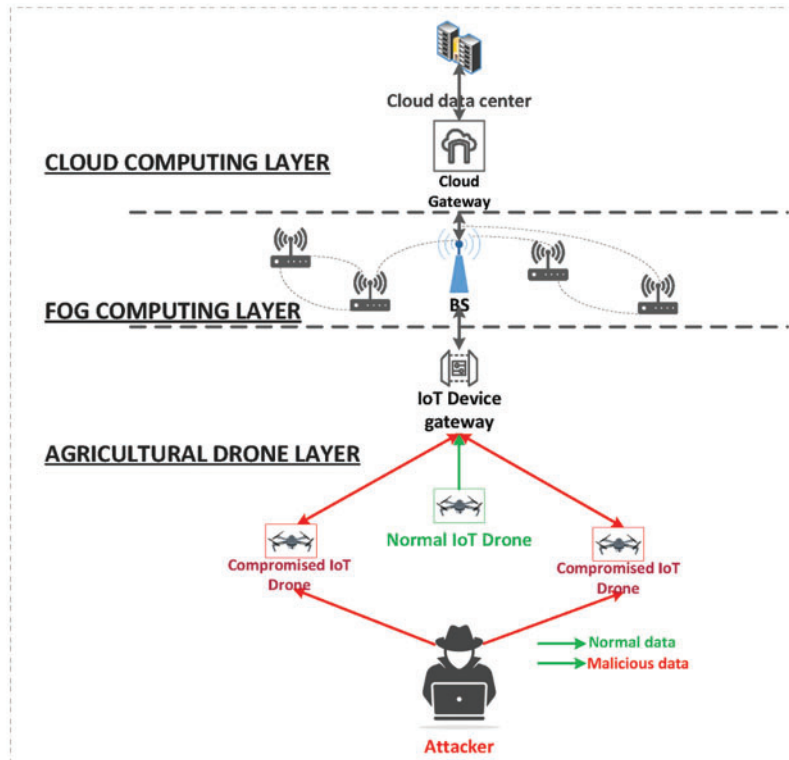 Cloud data center
CLOUD COMPUTING LAYER
Cloud
Gateway
BS
FOG COMPUTING LAYER
IoT Device
gateway
AGRICULTURAL DRONE LAYER
Normal IoT Drone
Compromised IoT
Drone
Compromised IoT
Drone
Normal data
Malicious data
Attacker